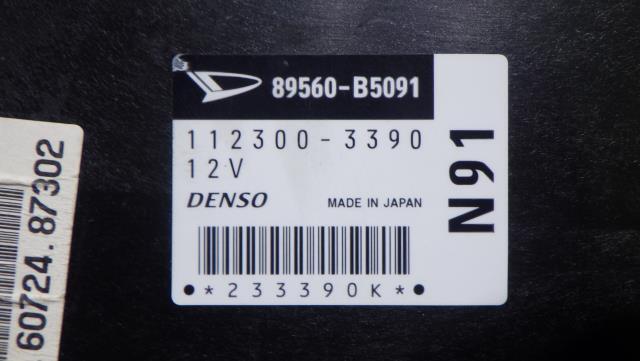 89560-B5091
112300-3390
12V
DENSO MADE IN JAPAN
*233390K*
N91
60724.87302